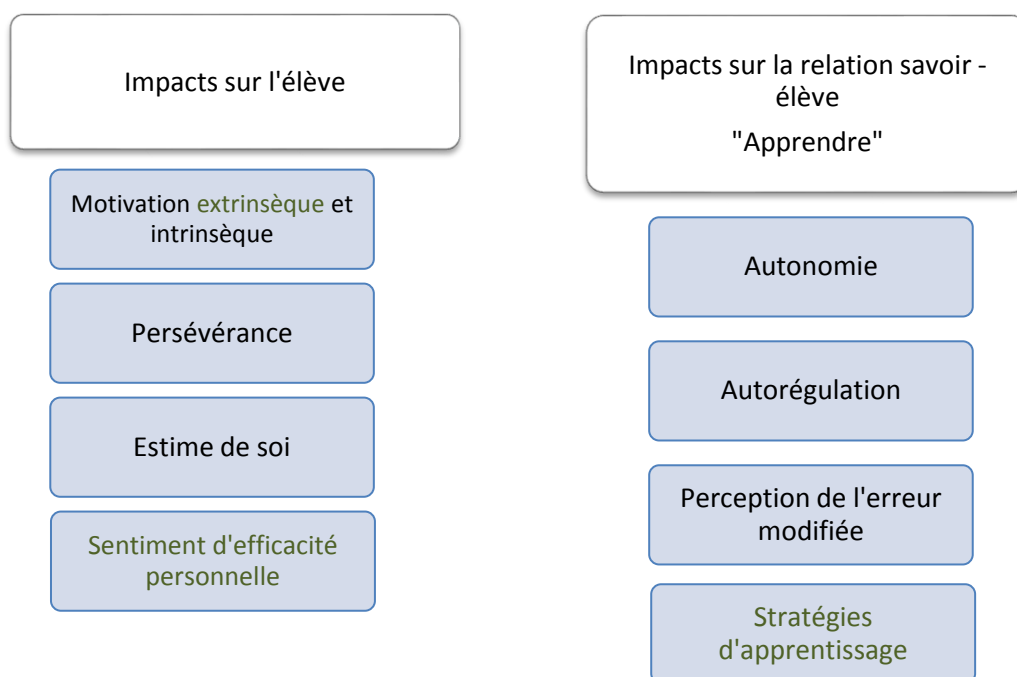 Impacts sur l'élève
Motivation extrinsèque et
intrinsèque
Persévérance
Estime de soi
Sentiment d'efficacité
personnelle
Impacts sur la relation savoir -
élève
"Apprendre"
Autonomie
Autorégulation
Perception de l'erreur
modifiée
Stratégies
d'apprentissage